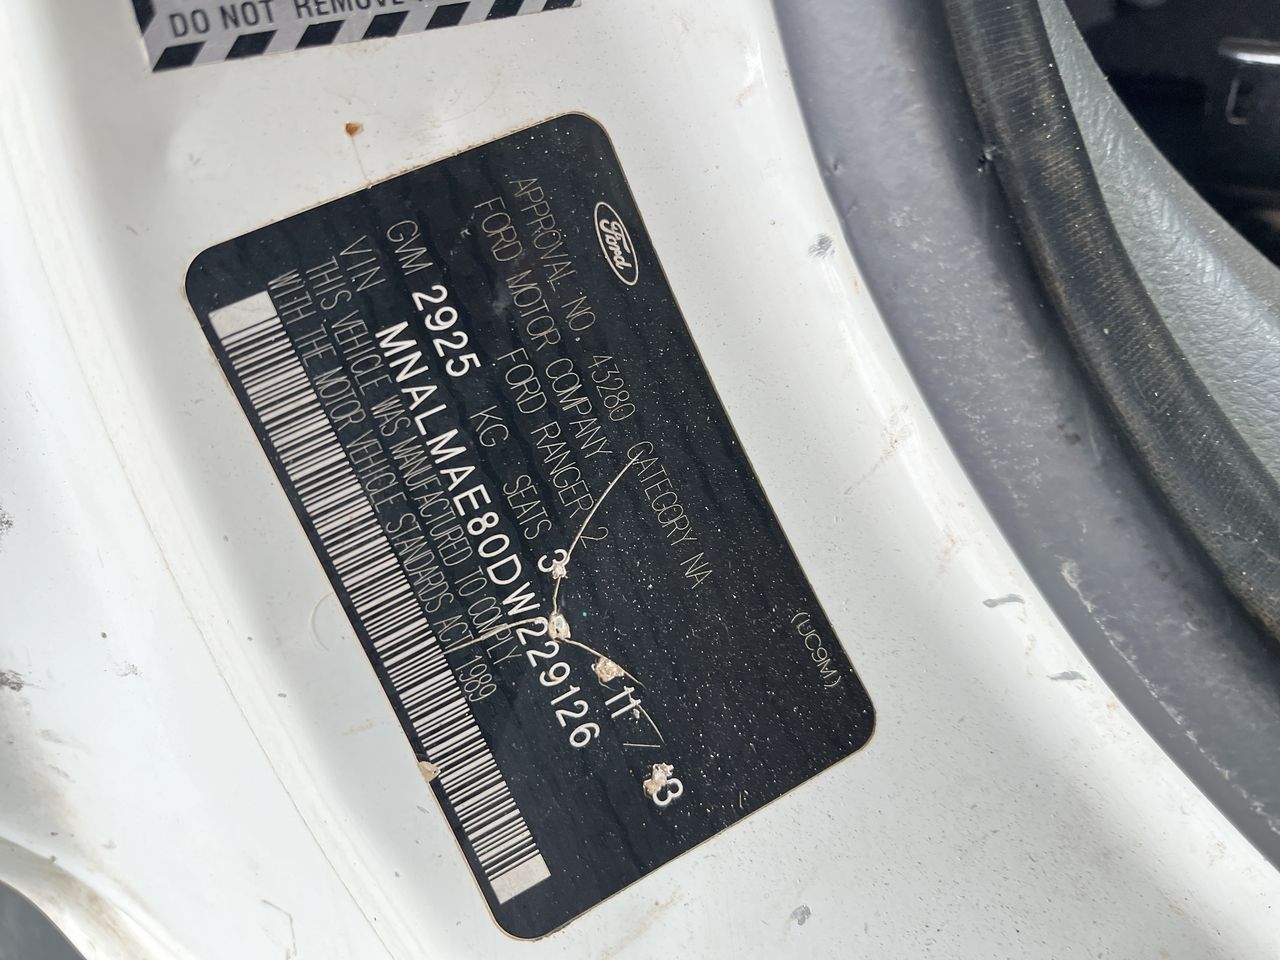 DO NOT REMOVE
Ford
(UC9M)
APPROVAL NO. 43280 CATEGORY NA
FORD MOTOR COMPANY
FORD RANGER 2
GVM 2925 KG SEATS 3 11 / 3
VIN MNALMAE80DW229126
THIS VEHICLE WAS MANUFACTURED TO COMPLY
WITH THE MOTOR VEHICLE STANDARDS ACT 1989